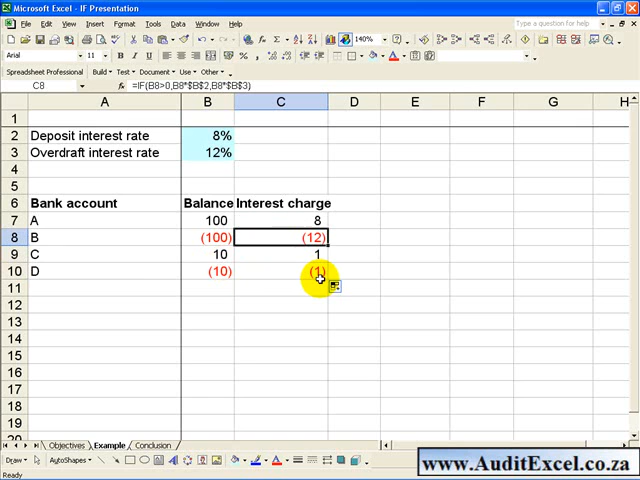 Microsoft Excel - IF Presentation
File Edit View Insert Format Tools Data Window Help
Type a question for help
140%
Arial 11 B I U
Spreadsheet Professional Build Test Document Use Other
C8 =IF(B8>0,B8*$B$2,B8*$B$3)
A B C D E F G H
1
2 Deposit interest rate 8%
3 Overdraft interest rate 12%
4
5
6 Bank account Balance Interest charge
7 A 100 8
8 B (100) (12)
9 C 10 1
10 D (10) (1)
11
12
13
14
15
16
17
18
19
20
Objectives Example Conclusion
Draw AutoShapes
www.AuditExcel.co.za